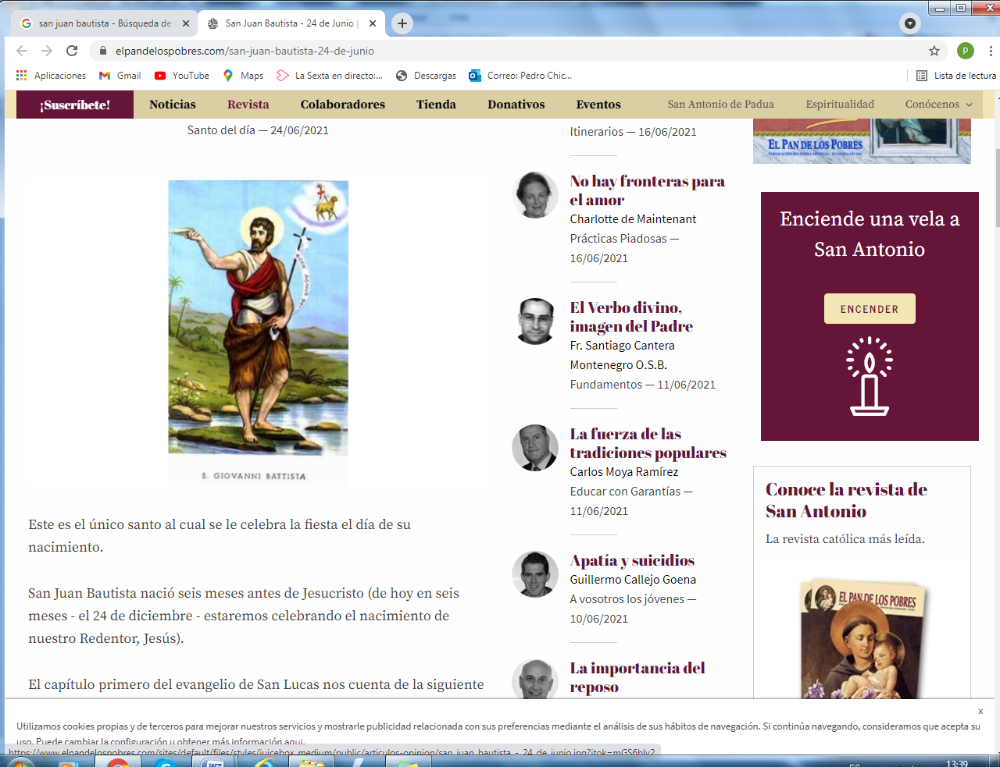 san juan bautista - Búsqueda de
San Juan Bautista - 24 de Junio |
elpandelospobres.com/san-juan-bautista-24-de-junio
P
Aplicaciones
Gmail
YouTube
Maps
La Sexta en directo:...
Descargas
Correo: Pedro Chic...
Lista de lectura
¡Suscríbete!
Noticias
Revista
Colaboradores
Tienda
Donativos
Eventos
San Antonio de Padua
Espiritualidad
Conócenos
Santo del día — 24/06/2021
ECCE AGNUS DEI
S. GIOVANNI BATTISTA
Este es el único santo al cual se le celebra la fiesta el día de su
nacimiento.
San Juan Bautista nació seis meses antes de Jesucristo (de hoy en seis
meses - el 24 de diciembre - estaremos celebrando el nacimiento de
nuestro Redentor, Jesús).
El capítulo primero del evangelio de San Lucas nos cuenta de la siguiente
Itinerarios — 16/06/2021
No hay fronteras para
el amor
Charlotte de Maintenant
Prácticas Piadosas —
16/06/2021
El Verbo divino,
imagen del Padre
Fr. Santiago Cantera
Montenegro O.S.B.
Fundamentos — 11/06/2021
La fuerza de las
tradiciones populares
Carlos Moya Ramírez
Educar con Garantías —
11/06/2021
Apatía y suicidios
Guillermo Callejo Goena
A vosotros los jóvenes —
10/06/2021
La importancia del
reposo
EL PAN DE LOS POBRES
Enciende una vela a
San Antonio
ENCENDER
Conoce la revista de
San Antonio
La revista católica más leída.
EL PAN DE LOS POBRES
x
Utilizamos cookies propias y de terceros para mejorar nuestros servicios y mostrarle publicidad relacionada con sus preferencias mediante el análisis de sus hábitos de navegación. Si continúa navegando, consideramos que acepta su
uso. Puede cambiar la configuración u obtener más información aquí.
https://www.elpandelospobres.com/sites/default/files/styles/juicebox_medium/public/articulos-opinion/san_juan_bautista_-_24_de_junio.jpg?itok=mGS6blv2
ES
13:39